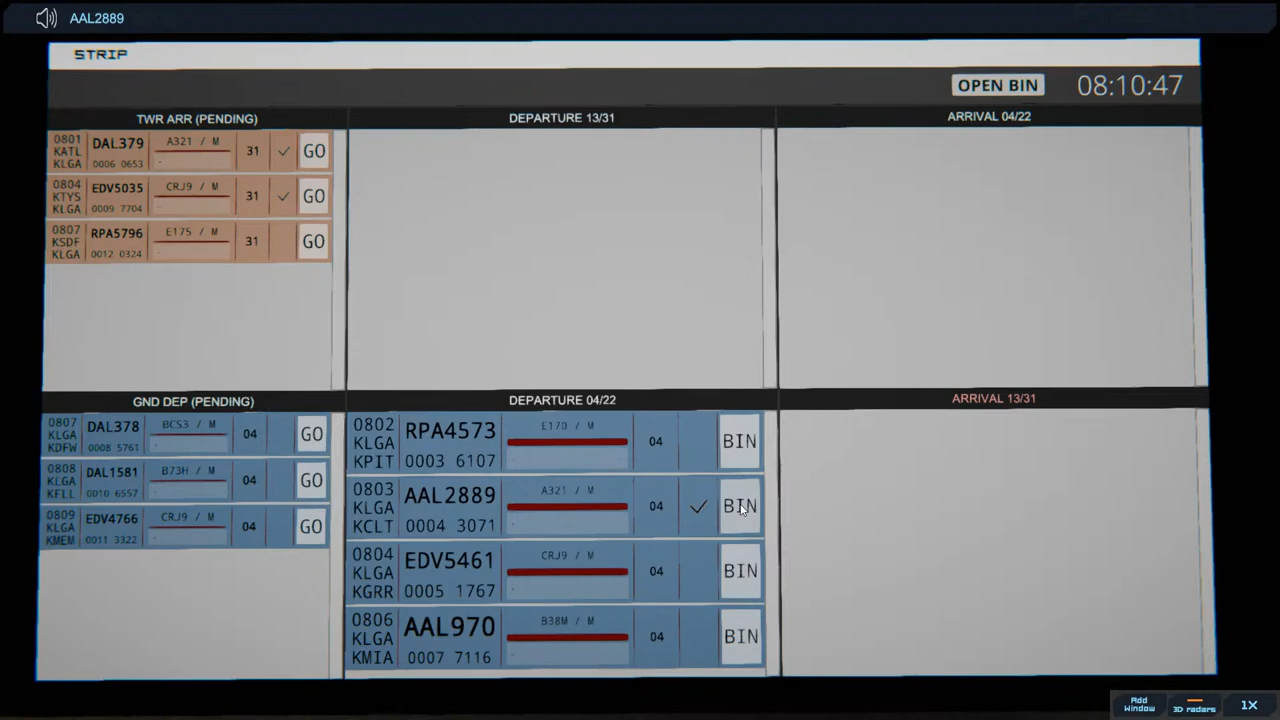 AAL2889
STRIP
OPEN BIN 08:10:47
TWR ARR (PENDING)
0801 KATL KLGA DAL379 0006 0653 A321 / M 31 ✓ GO
0804 KTYS KLGA EDV5035 0009 7704 CRJ9 / M 31 ✓ GO
0807 KSDF KLGA RPA5796 0012 0324 E175 / M 31 GO
DEPARTURE 13/31
ARRIVAL 04/22
GND DEP (PENDING)
0807 KLGA KDFW DAL378 0008 5761 BCS3 / M 04 GO
0808 KLGA KFLL DAL1581 0010 6557 B73H / M 04 GO
0809 KLGA KMEM EDV4766 0011 3322 CRJ9 / M 04 GO
DEPARTURE 04/22
0802 KLGA KPIT RPA4573 0003 6107 E170 / M 04 BIN
0803 KLGA KCLT AAL2889 0004 3071 A321 / M 04 ✓ BIN
0804 KLGA KGRR EDV5461 0005 1767 CRJ9 / M 04 BIN
0806 KLGA KMIA AAL970 0007 7116 B38M / M 04 BIN
ARRIVAL 13/31
Add Window
3D radars
1X